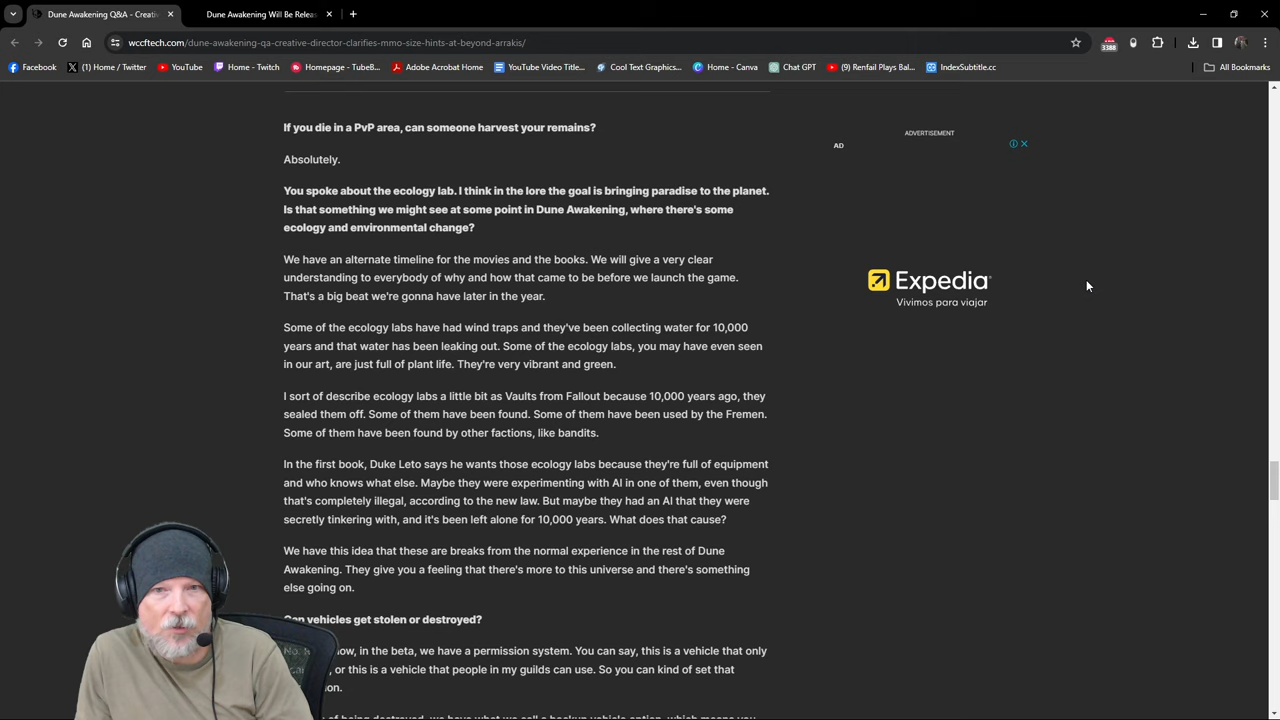 Dune Awakening Q&A - Creati
Dune Awakening Will Be Relea
wccftech.com/dune-awakening-qa-creative-director-clarifies-mmo-size-hints-at-beyond-arrakis/
3388
Facebook
(1) Home / Twitter
YouTube
Home - Twitch
Homepage - TubeB...
Adobe Acrobat Home
YouTube Video Title...
Cool Text Graphics...
Home - Canva
Chat GPT
(9) Renfail Plays Bal...
IndexSubtitle.cc
All Bookmarks
If you die in a PvP area, can someone harvest your remains?
Absolutely.
You spoke about the ecology lab. I think in the lore the goal is bringing paradise to the planet.
Is that something we might see at some point in Dune Awakening, where there's some
ecology and environmental change?
We have an alternate timeline for the movies and the books. We will give a very clear
understanding to everybody of why and how that came to be before we launch the game.
That's a big beat we're gonna have later in the year.
Some of the ecology labs have had wind traps and they've been collecting water for 10,000
years and that water has been leaking out. Some of the ecology labs, you may have even seen
in our art, are just full of plant life. They're very vibrant and green.
I sort of describe ecology labs a little bit as Vaults from Fallout because 10,000 years ago, they
sealed them off. Some of them have been found. Some of them have been used by the Fremen.
Some of them have been found by other factions, like bandits.
In the first book, Duke Leto says he wants those ecology labs because they're full of equipment
and who knows what else. Maybe they were experimenting with AI in one of them, even though
that's completely illegal, according to the new law. But maybe they had an AI that they were
secretly tinkering with, and it's been left alone for 10,000 years. What does that cause?
We have this idea that these are breaks from the normal experience in the rest of Dune
Awakening. They give you a feeling that there's more to this universe and there's something
else going on.
Can vehicles get stolen or destroyed?
now, in the beta, we have a permission system. You can say, this is a vehicle that only
, or this is a vehicle that people in my guilds can use. So you can kind of set that
ADVERTISEMENT
AD
Expedia
Vivimos para viajar